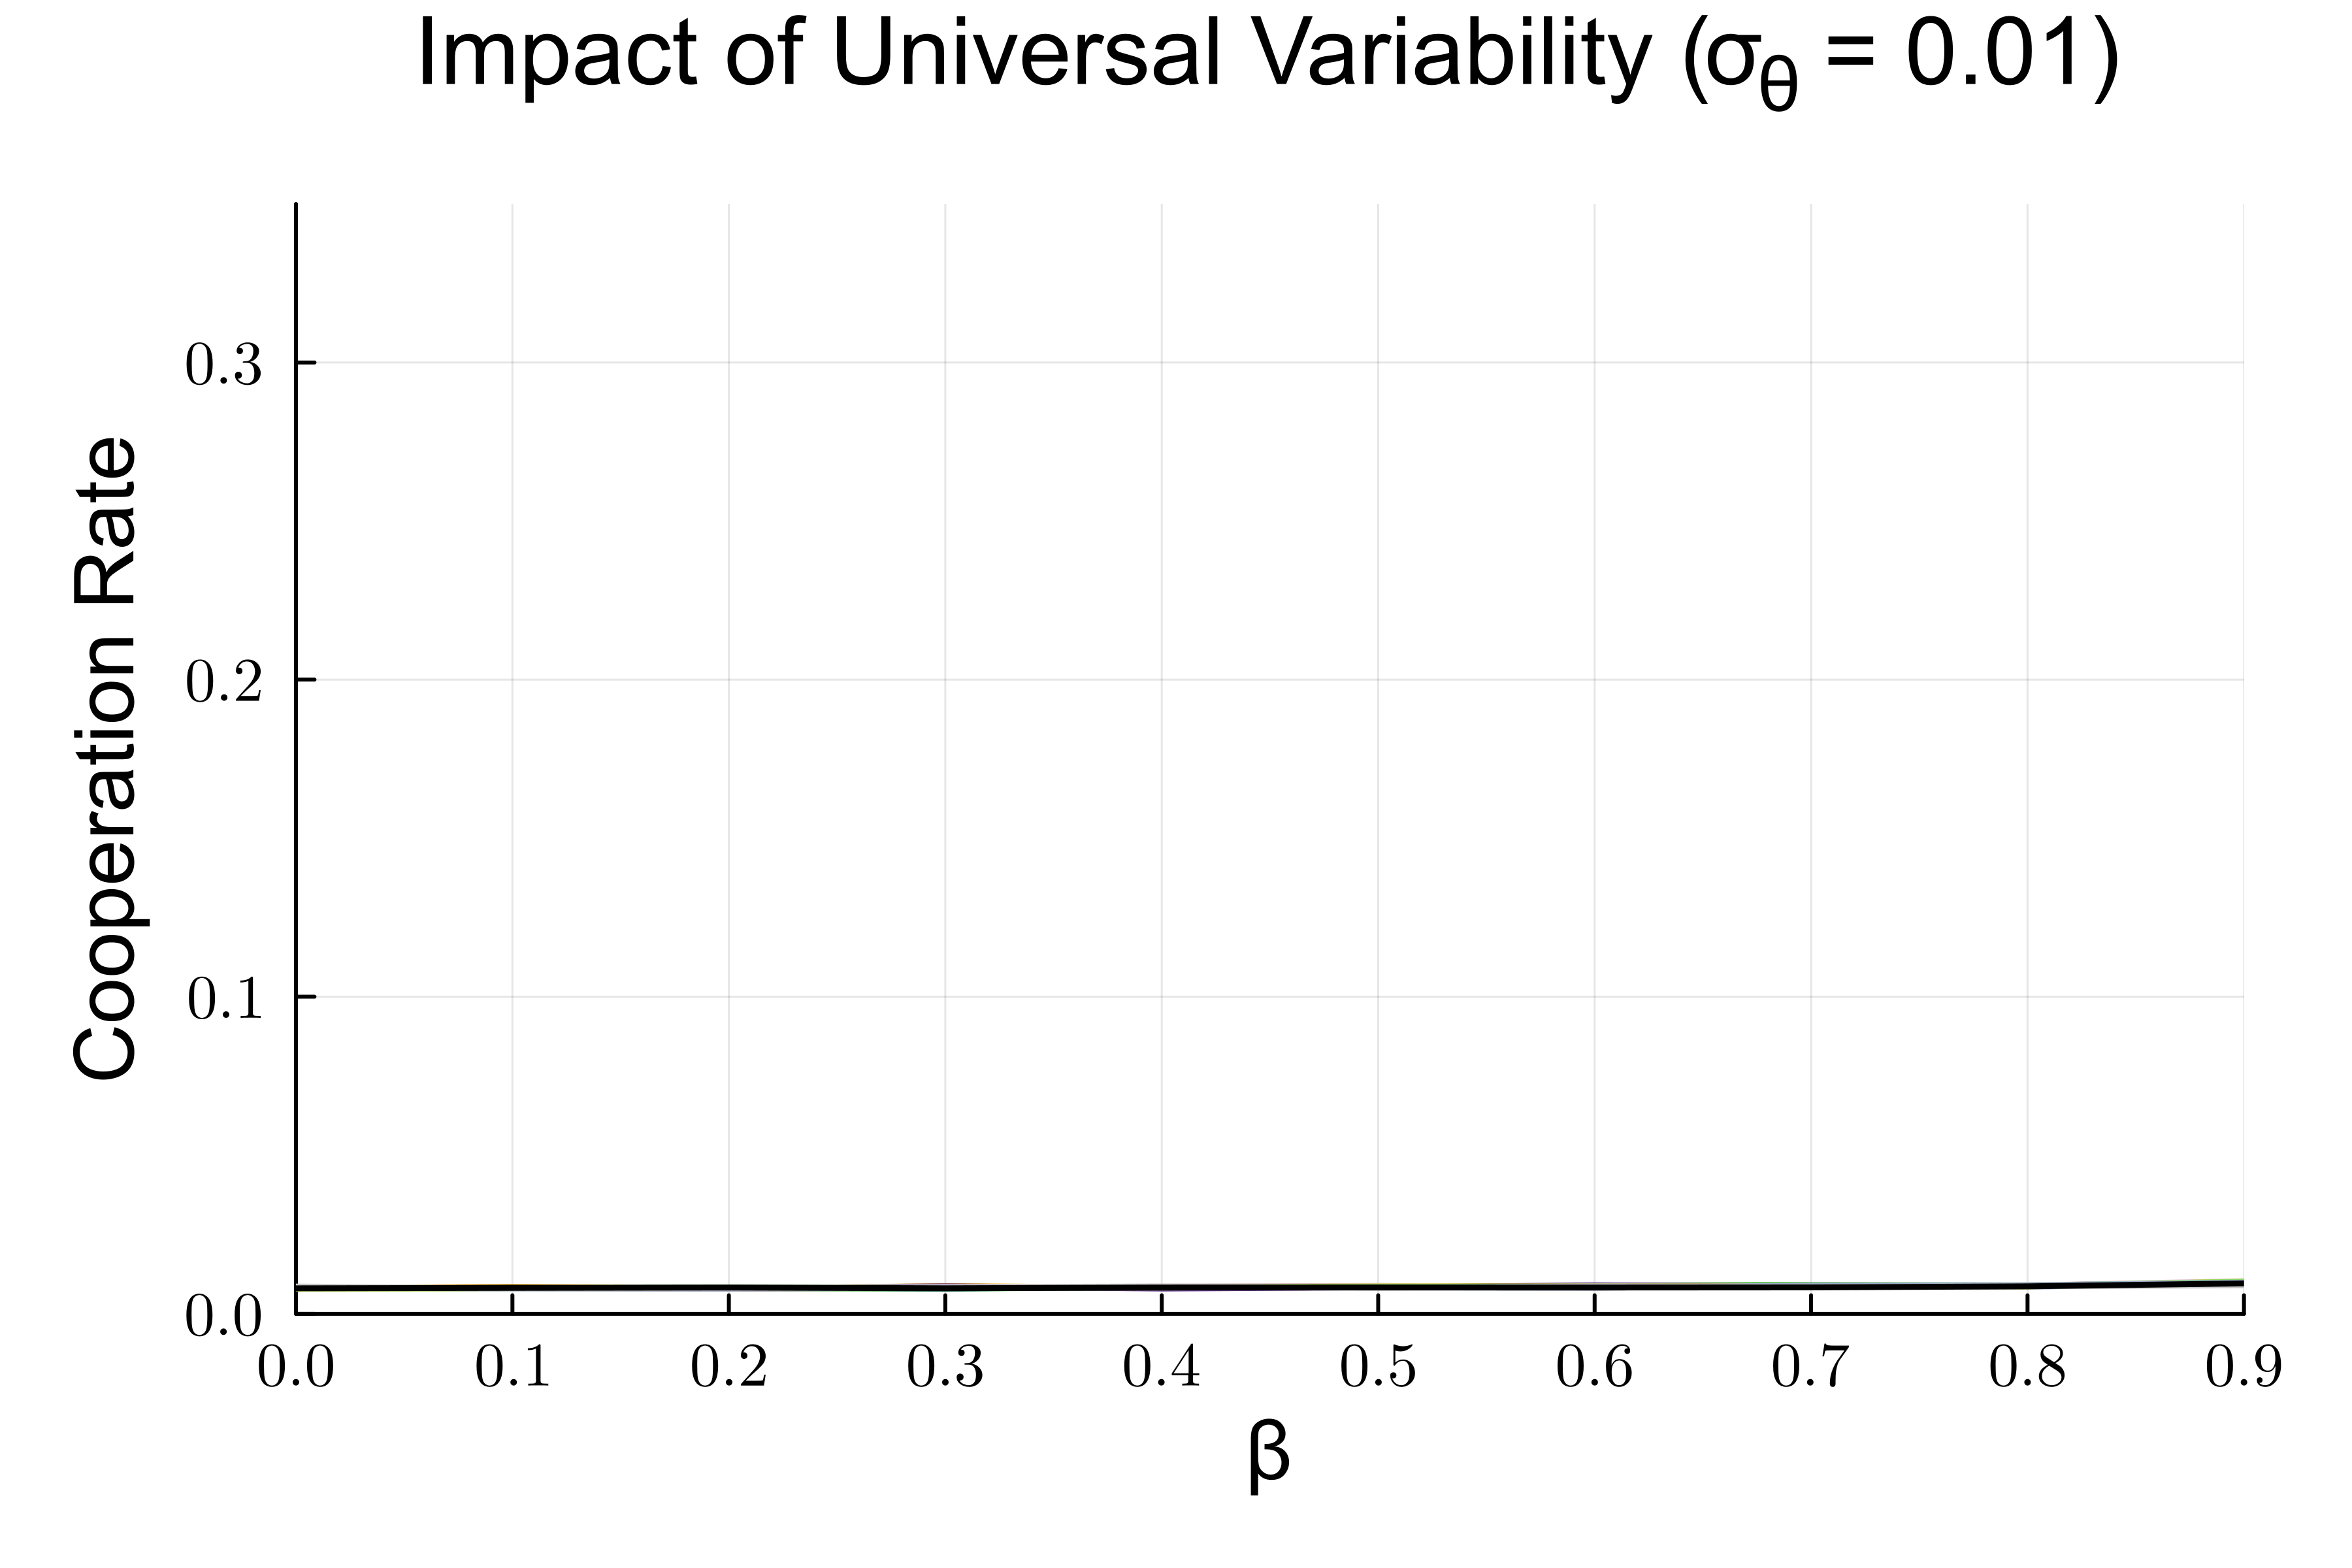 Impact of Universal Variability (σθ = 0.01)
Cooperation Rate
0.3
0.2
0.1
0.0
0.0 0.1 0.2 0.3 0.4 0.5 0.6 0.7 0.8 0.9
β